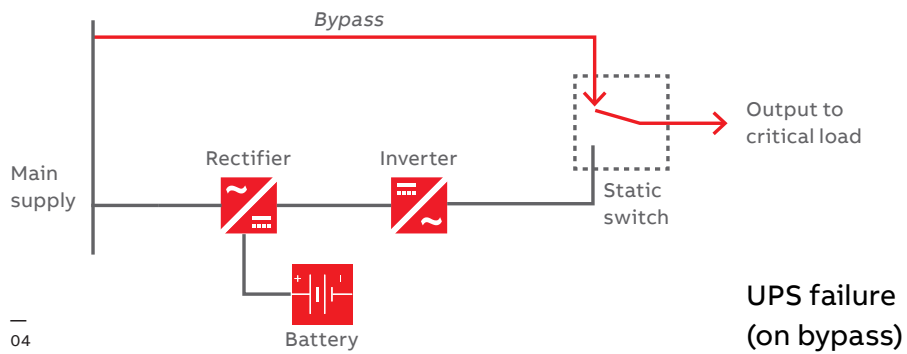 Bypass
Output to
critical load
Rectifier
Inverter
Main
supply
Static
switch
+
Battery
UPS failure
(on bypass)
—
04